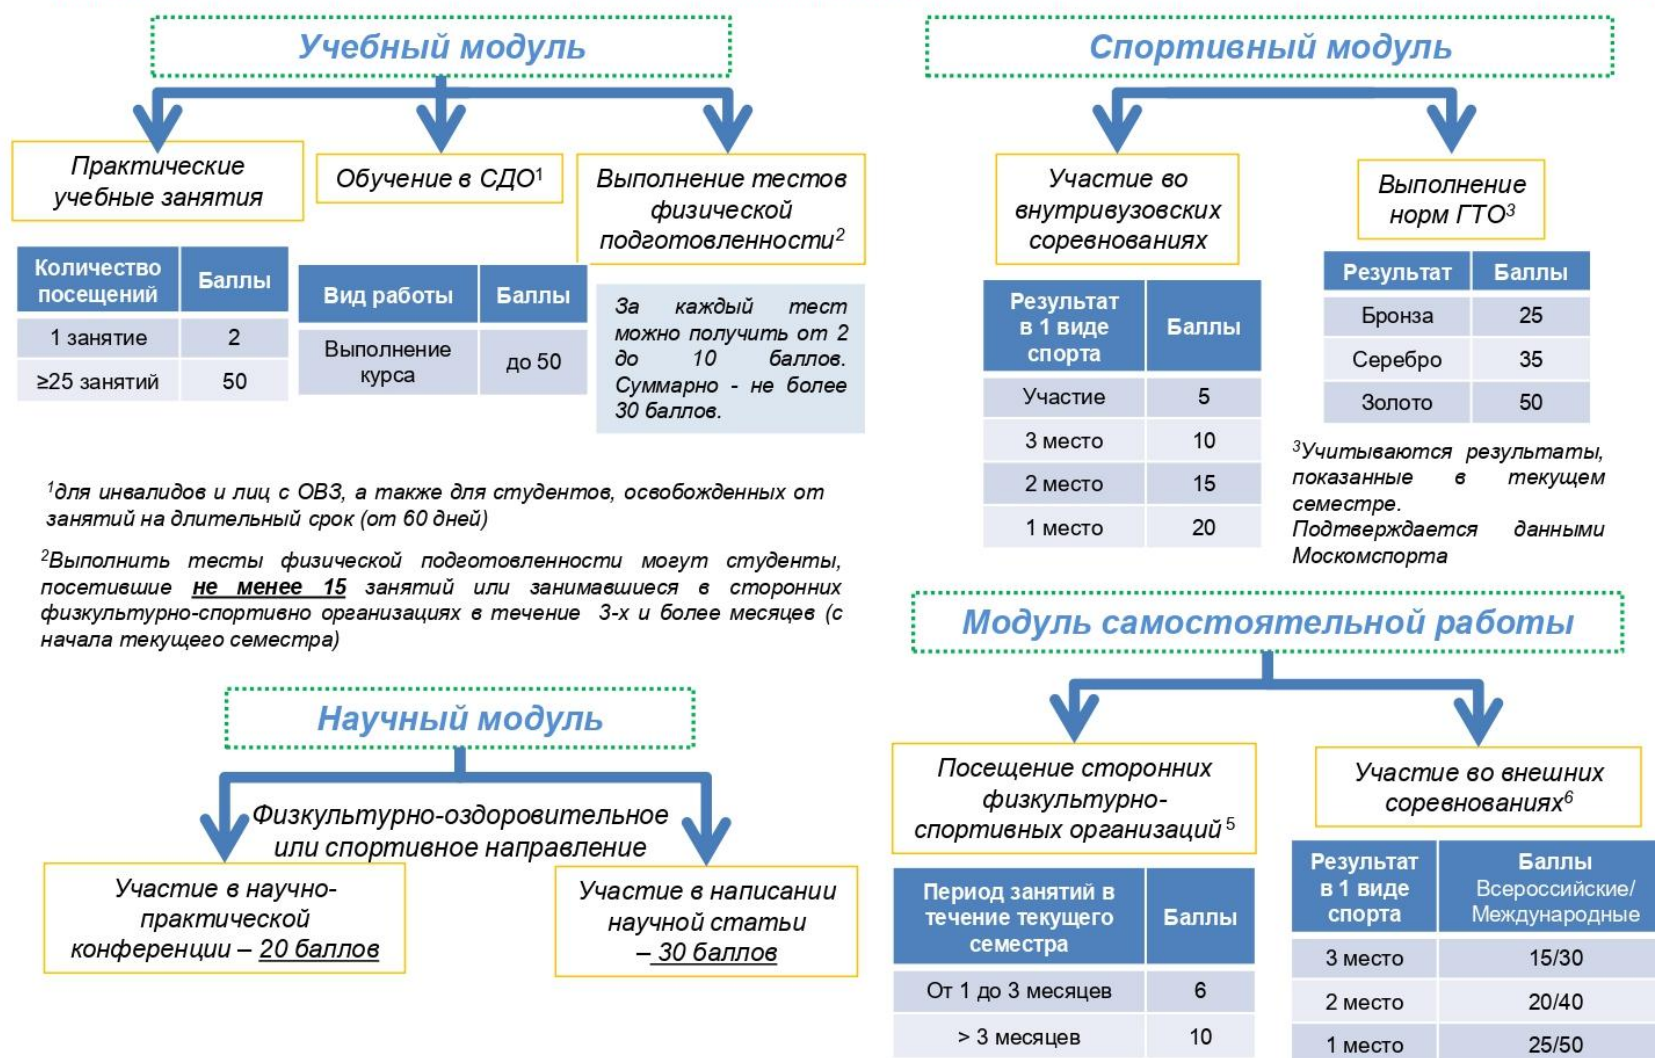 Учебный модуль
Практические
учебные занятия
Количество
посещений
Баллы
1 занятие
2
≥25 занятий
50
Обучение в СДО1
Вид работы
Баллы
Выполнение
курса
до 50
Выполнение тестов
физической
подготовленности2
За каждый тест
можно получить от 2
до 10 баллов.
Суммарно - не более
30 баллов.
1для инвалидов и лиц с ОВЗ, а также для студентов, освобожденных от
занятий на длительный срок (от 60 дней)
2Выполнить тесты физической подготовленности могут студенты,
посетившие не менее 15 занятий или занимавшиеся в сторонних
физкультурно-спортивно организациях в течение 3-х и более месяцев (с
начала текущего семестра)
Спортивный модуль
Участие во
внутривузовских
соревнованиях
Результат
в 1 виде
спорта
Баллы
Участие
5
3 место
10
2 место
15
1 место
20
Выполнение
норм ГТО3
Результат
Баллы
Бронза
25
Серебро
35
Золото
50
3Учитываются результаты,
показанные в текущем
семестре.
Подтверждается данными
Москомспорта
Научный модуль
Физкультурно-оздоровительное
или спортивное направление
Участие в научно-
практической
конференции – 20 баллов
Участие в написании
научной статьи
– 30 баллов
Модуль самостоятельной работы
Посещение сторонних
физкультурно-
спортивных организаций 5
Период занятий в
течение текущего
семестра
Баллы
От 1 до 3 месяцев
6
> 3 месяцев
10
Участие во внешних
соревнованиях6
Результат
в 1 виде
спорта
Баллы
Всероссийские/
Международные
3 место
15/30
2 место
20/40
1 место
25/50